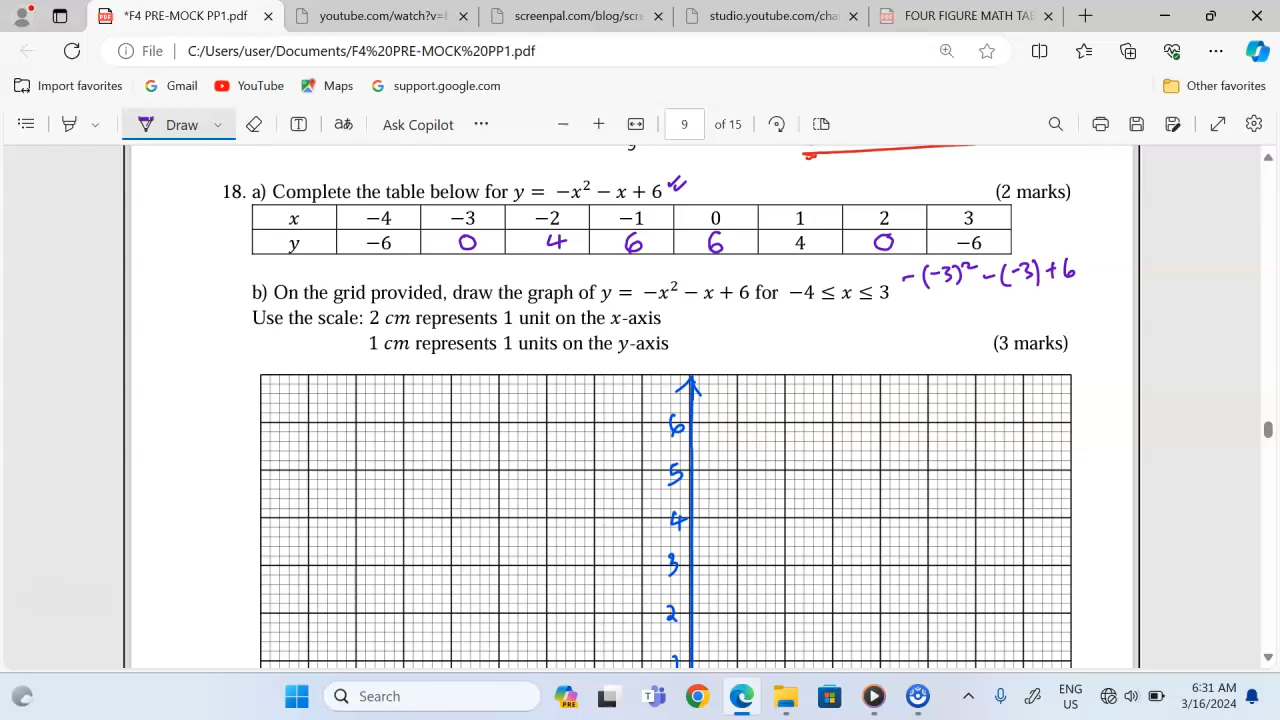 *F4 PRE-MOCK PP1.pdf
youtube.com/watch?v=
screenpal.com/blog/scre
studio.youtube.com/cha
FOUR FIGURE MATH TAB
File
C:/Users/user/Documents/F4%20PRE-MOCK%20PP1.pdf
Import favorites
Gmail
YouTube
Maps
support.google.com
Other favorites
Draw
aあ
Ask Copilot
9 of 15
18. a) Complete the table below for y = −x² − x + 6 (2 marks)
x −4 −3 −2 −1 0 1 2 3
y −6 0 4 6 6 4 0 −6
-(-3)² -(-3)+6
b) On the grid provided, draw the graph of y = −x² − x + 6 for −4 ≤ x ≤ 3
Use the scale: 2 cm represents 1 unit on the x-axis
1 cm represents 1 units on the y-axis (3 marks)
6
5
4
3
2
PRE
Search
ENG
US
6:31 AM
3/16/2024